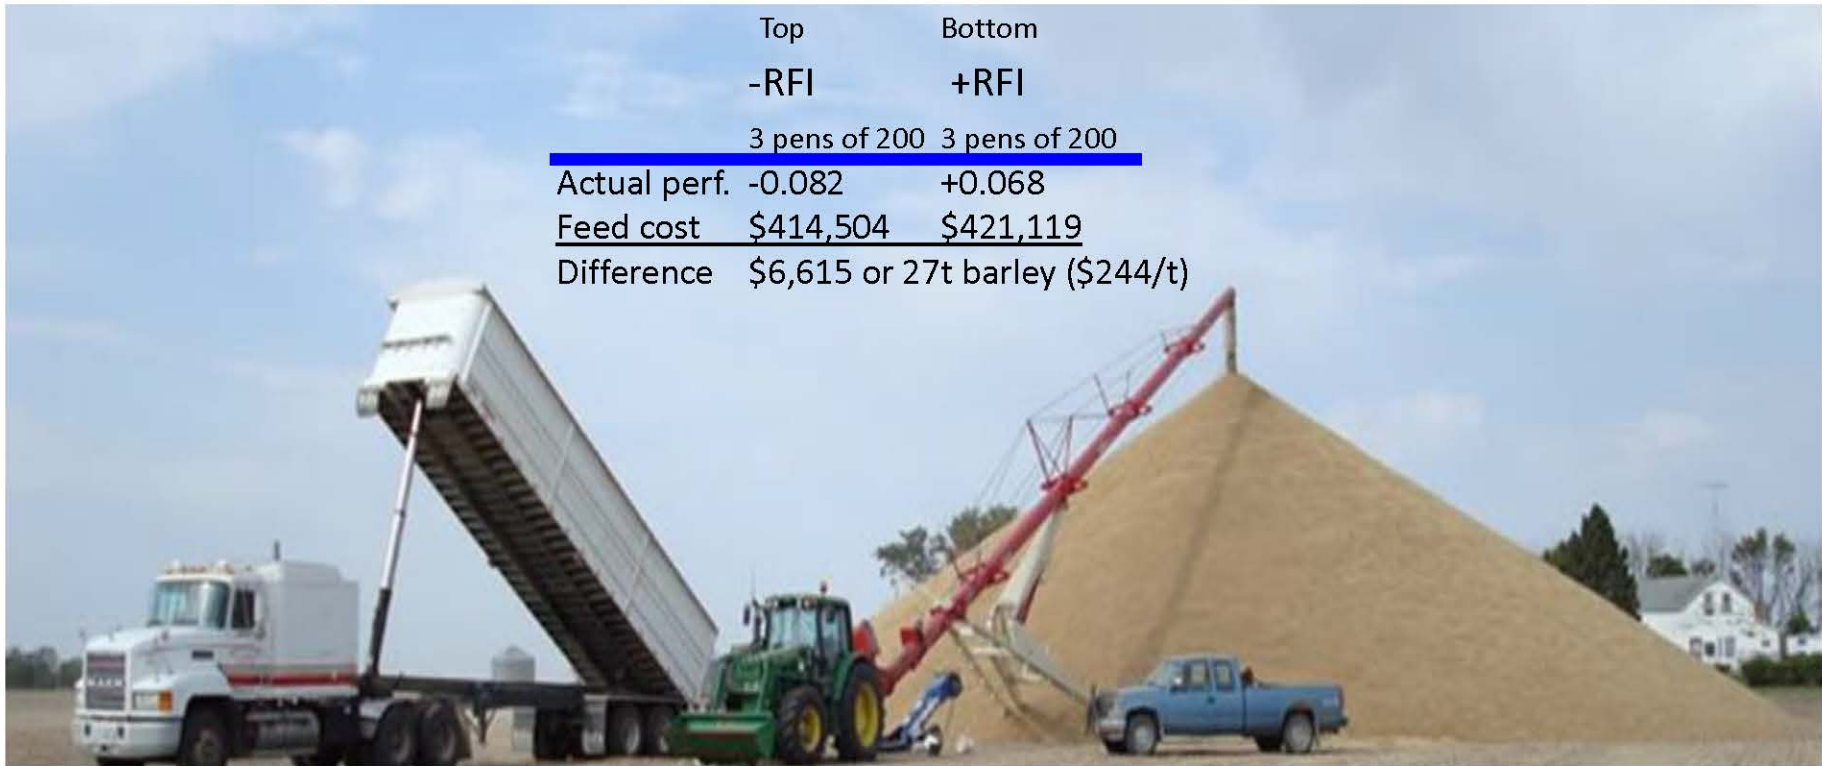 Top Bottom
-RFI +RFI
3 pens of 200 3 pens of 200
Actual perf. -0.082 +0.068
Feed cost $414,504 $421,119
Difference $6,615 or 27t barley ($244/t)